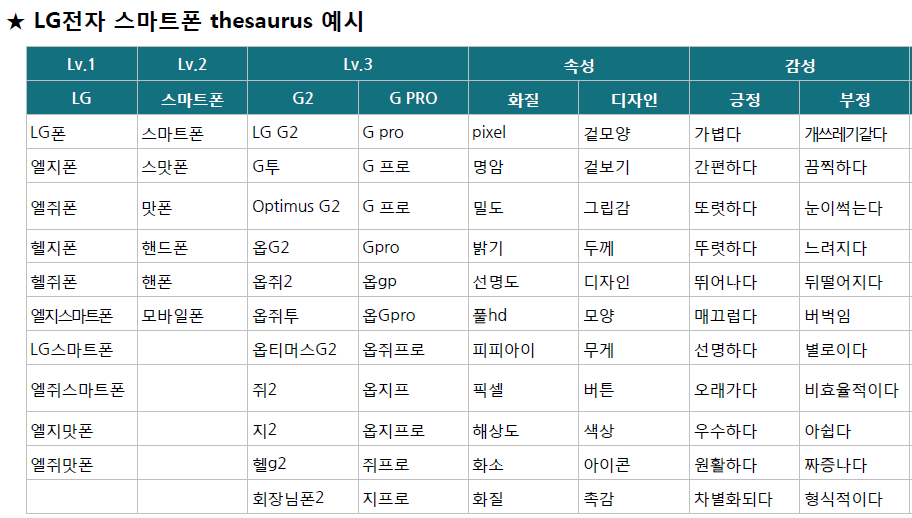 ★ LG전자 스마트폰 thesaurus 예시
Lv.1 Lv.2 Lv.3 속성 감성
LG 스마트폰 G2 G PRO 화질 디자인 긍정 부정
LG폰 스마트폰 LG G2 G pro pixel 겉모양 가볍다 개쓰레기같다
엘지폰 스맛폰 G투 G 프로 명암 겉보기 간편하다 끔찍하다
엘쥐폰 맛폰 Optimus G2 G 프로 밀도 그립감 또렷하다 눈이썩는다
헬지폰 핸드폰 옵G2 Gpro 밝기 두께 뚜렷하다 느려지다
헬쥐폰 핸폰 옵쥐2 옵gp 선명도 디자인 뛰어나다 뒤떨어지다
엘지스마트폰 모바일폰 옵쥐투 옵Gpro 풀hd 모양 매끄럽다 버벅임
LG스마트폰 옵티머스G2 옵쥐프로 피피아이 무게 선명하다 별로이다
엘쥐스마트폰 쥐2 옵지프 픽셀 버튼 오래가다 비효율적이다
엘지맛폰 지2 옵지프로 해상도 색상 우수하다 아쉽다
엘쥐맛폰 헬g2 쥐프로 화소 아이콘 원활하다 짜증나다
회장님폰2 지프로 화질 촉감 차별화되다 형식적이다